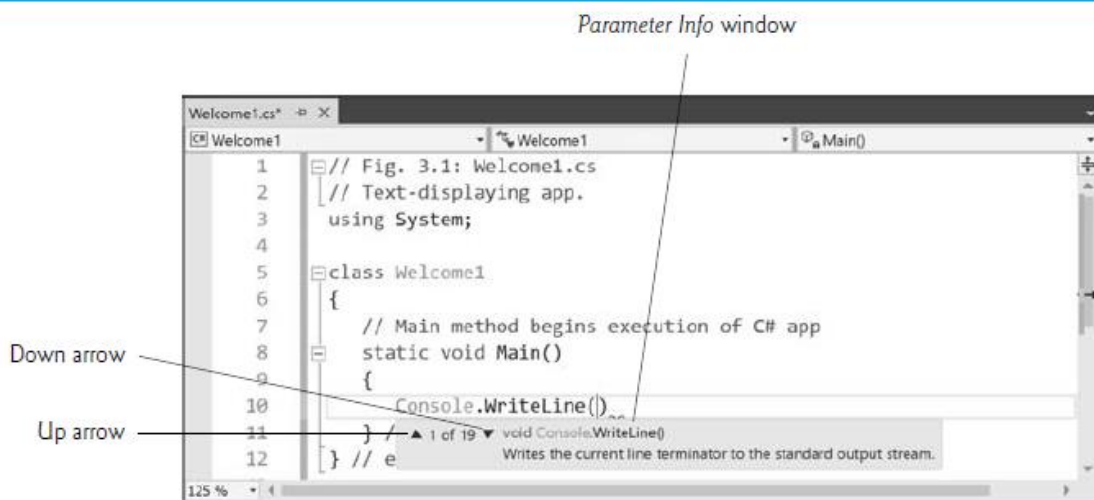 Parameter Info window
Welcome1.cs*
C# Welcome1
Welcome1
Main()
1 // Fig. 3.1: Welcome1.cs
2 // Text-displaying app.
3 using System;
4
5 class Welcome1
6 {
7 // Main method begins execution of C# app
8 static void Main()
Down arrow
9 {
10 Console.WriteLine()
Up arrow
11 } / ▲ 1 of 19 ▼ void Console.WriteLine()
Writes the current line terminator to the standard output stream.
12 } // e
125 %